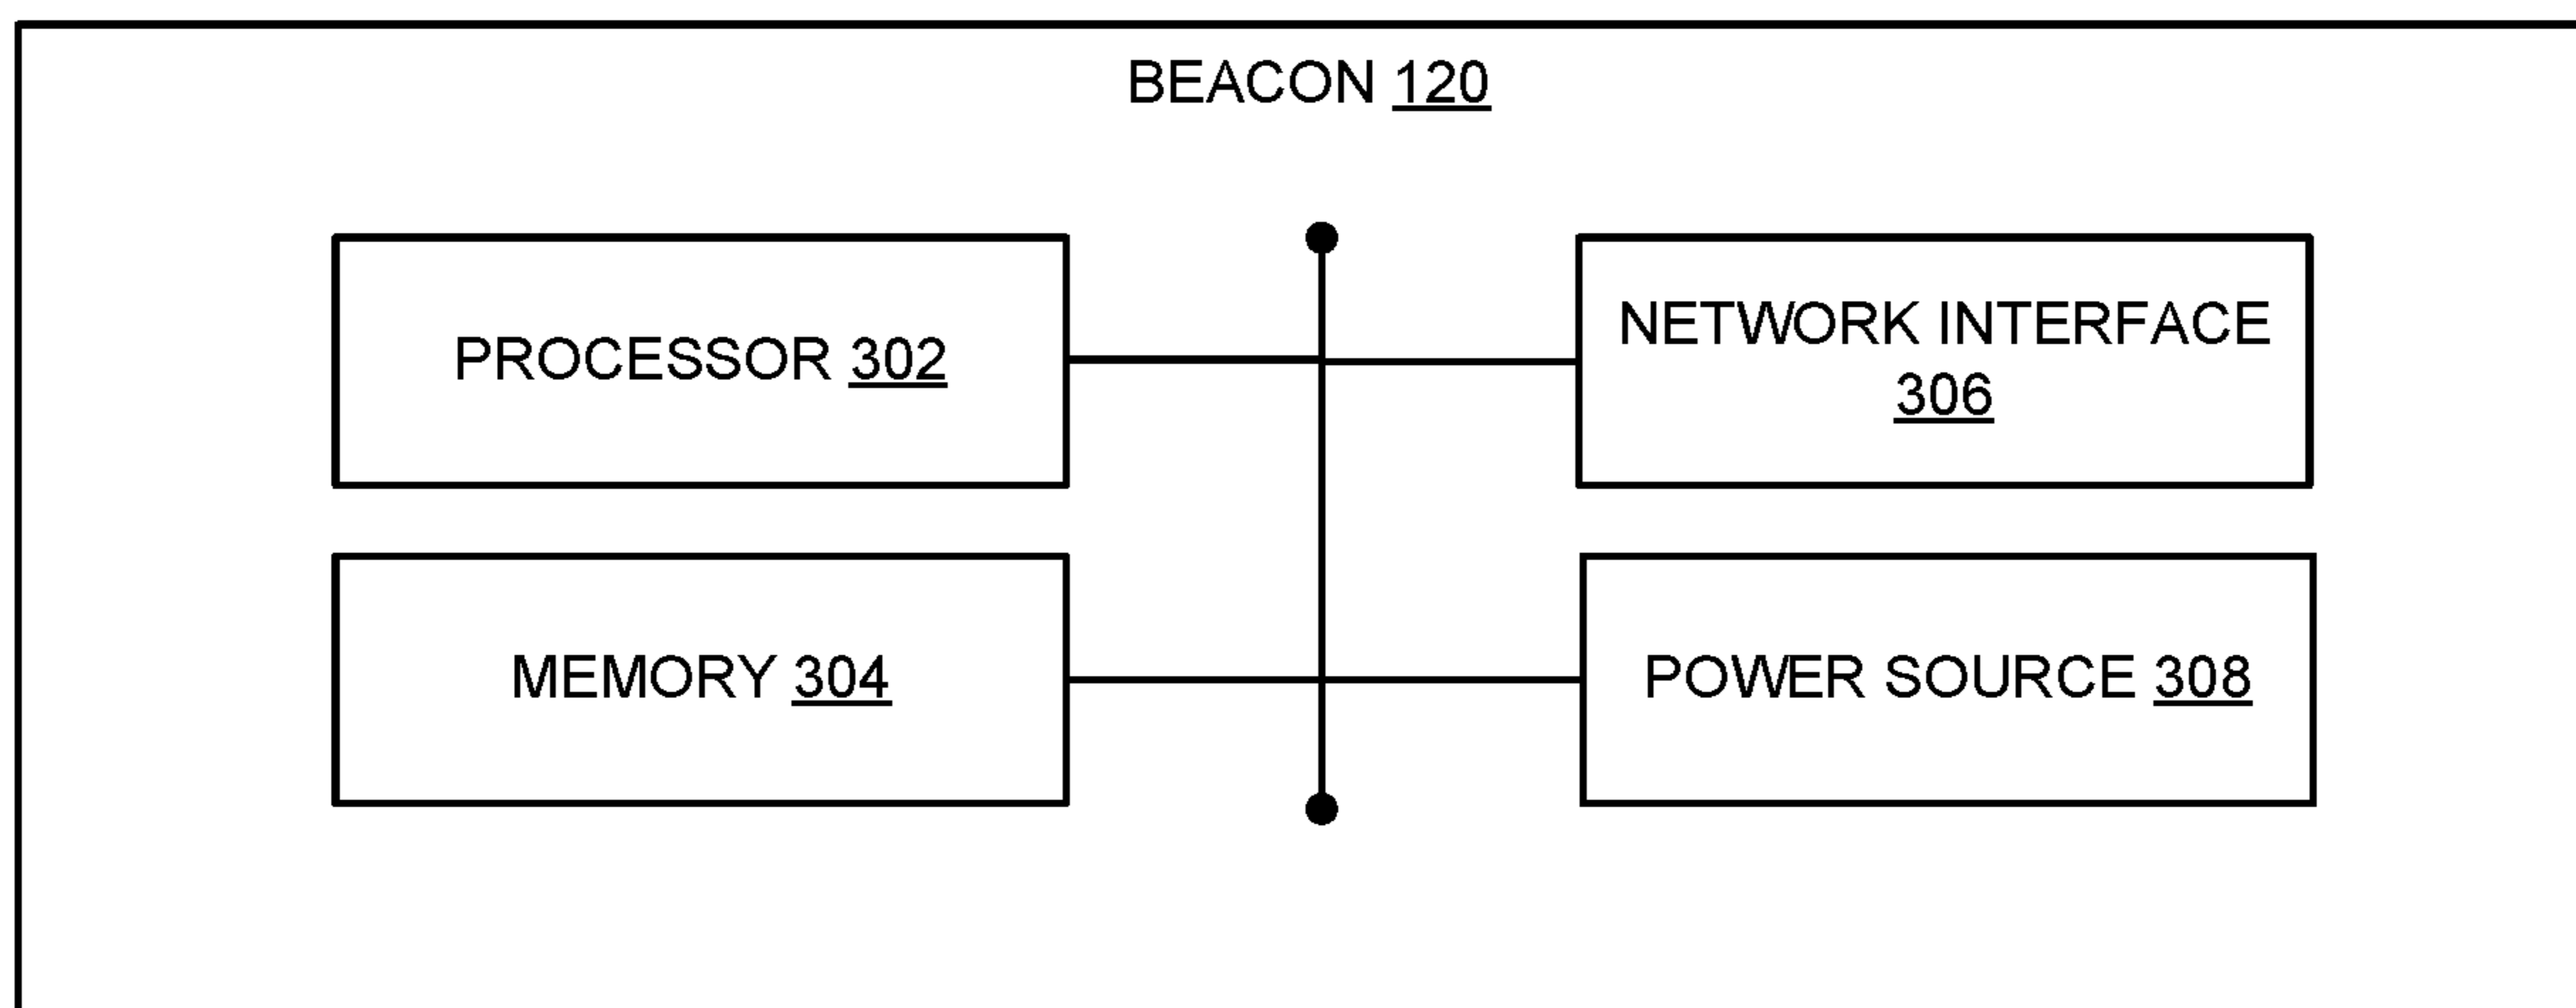 BEACON 120
PROCESSOR 302
NETWORK INTERFACE
306
MEMORY 304
POWER SOURCE 308